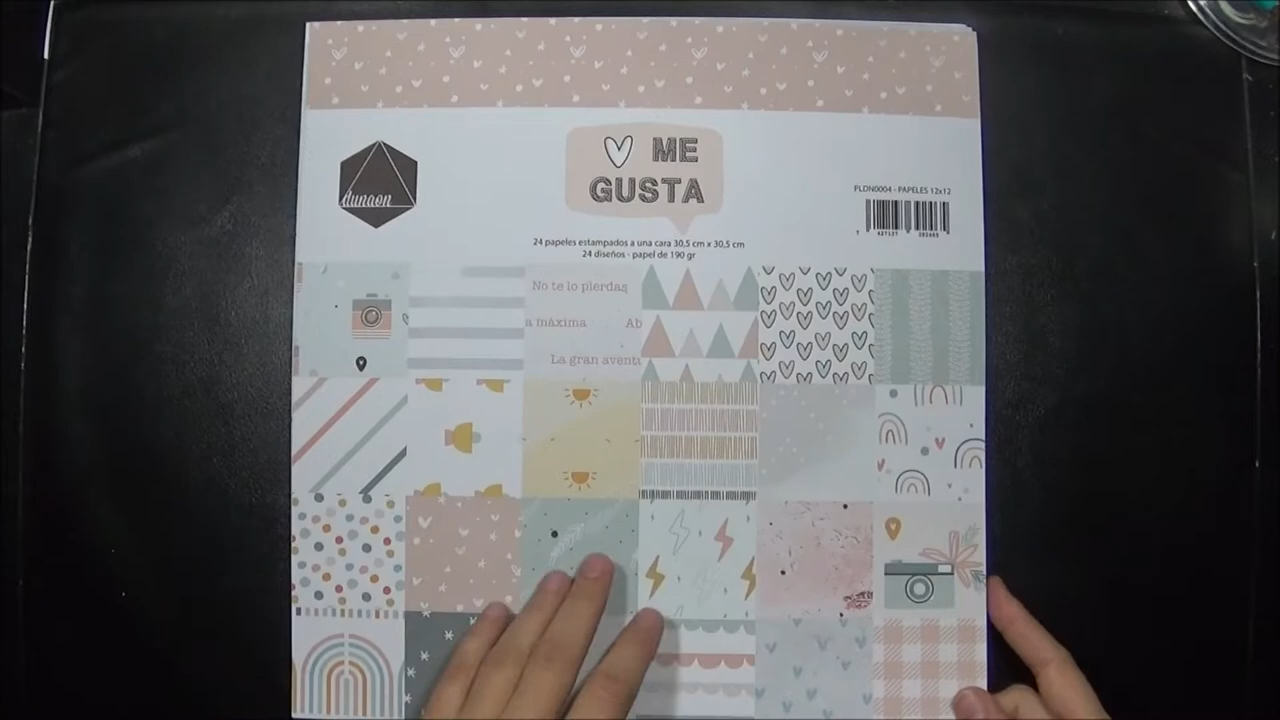 ME
GUSTA
dunaon
PLDN0004 - PAPELES 12x12
24 papeles estampados a una cara 30,5 cm x 30,5 cm
24 diseños - papel de 190 gr
No te lo pierdas
a máxima Ab
La gran aventu